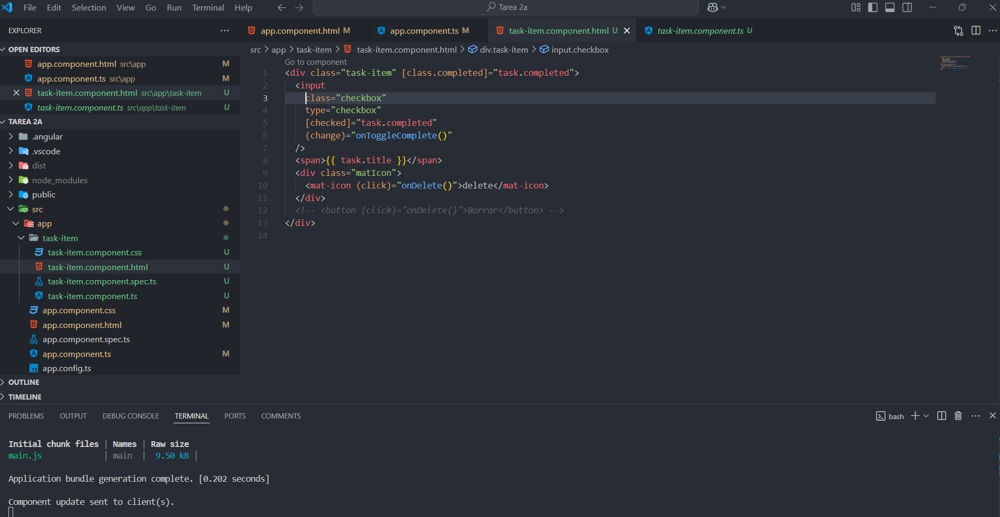 File Edit Selection View Go Run Terminal Help
Tarea 2a
EXPLORER
OPEN EDITORS
app.component.html src\app M
app.component.ts src\app M
task-item.component.html src\app\task-item U
task-item.component.ts src\app\task-item U
TAREA 2A
.angular
.vscode
dist
node_modules
public
src
app
task-item
task-item.component.css U
task-item.component.html U
task-item.component.spec.ts U
task-item.component.ts U
app.component.css M
app.component.html M
app.component.spec.ts
app.component.ts M
TS app.config.ts
OUTLINE
TIMELINE
app.component.html M app.component.ts M task-item.component.html U task-item.component.ts U
src > app > task-item > task-item.component.html > div.task-item > input.checkbox
Go to component
1 <div class="task-item" [class.completed]="task.completed">
2 <input
3 class="checkbox"
4 type="checkbox"
5 [checked]="task.completed"
6 (change)="onToggleComplete()"
7 />
8 <span>{{ task.title }}</span>
9 <div class="matIcon">
10 <mat-icon (click)="onDelete()">delete</mat-icon>
11 </div>
12 <!-- <button (click)="onDelete()">Borrar</button> -->
13 </div>
14
PROBLEMS OUTPUT DEBUG CONSOLE TERMINAL PORTS COMMENTS
bash
Initial chunk files | Names | Raw size
main.js | main | 9.50 kB |
Application bundle generation complete. [0.202 seconds]
Component update sent to client(s).